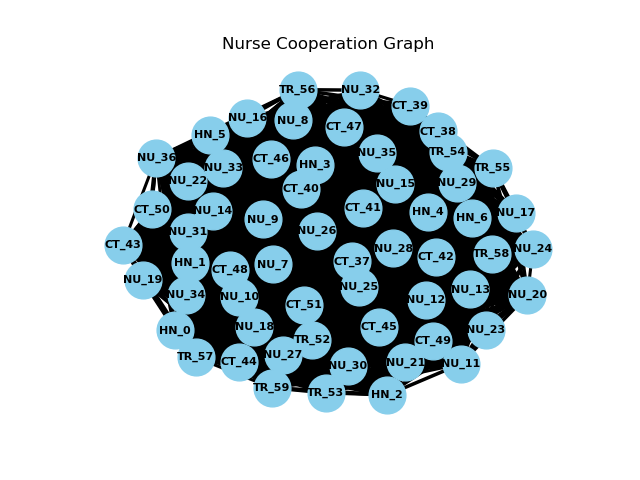 Nurse Cooperation Graph
TR_56
NU_32
CT_39
NU_16
NU_8
CT_47
CT_38
HN_5
TR_54
NU_35
NU_36
CT_46
HN_3
NU_33
TR_55
NU_22
NU_29
NU_15
CT_40
CT_50
NU_14
CT_41
HN_4
NU_17
HN_6
NU_9
NU_31
NU_26
CT_43
NU_28
NU_24
TR_58
CT_42
HN_1
NU_7
CT_37
CT_48
NU_19
NU_25
NU_13
NU_34
NU_10
NU_20
NU_12
CT_51
NU_18
CT_45
HN_0
NU_23
TR_52
CT_49
TR_57
NU_27
CT_44
NU_21
NU_11
NU_30
TR_59
TR_53
HN_2